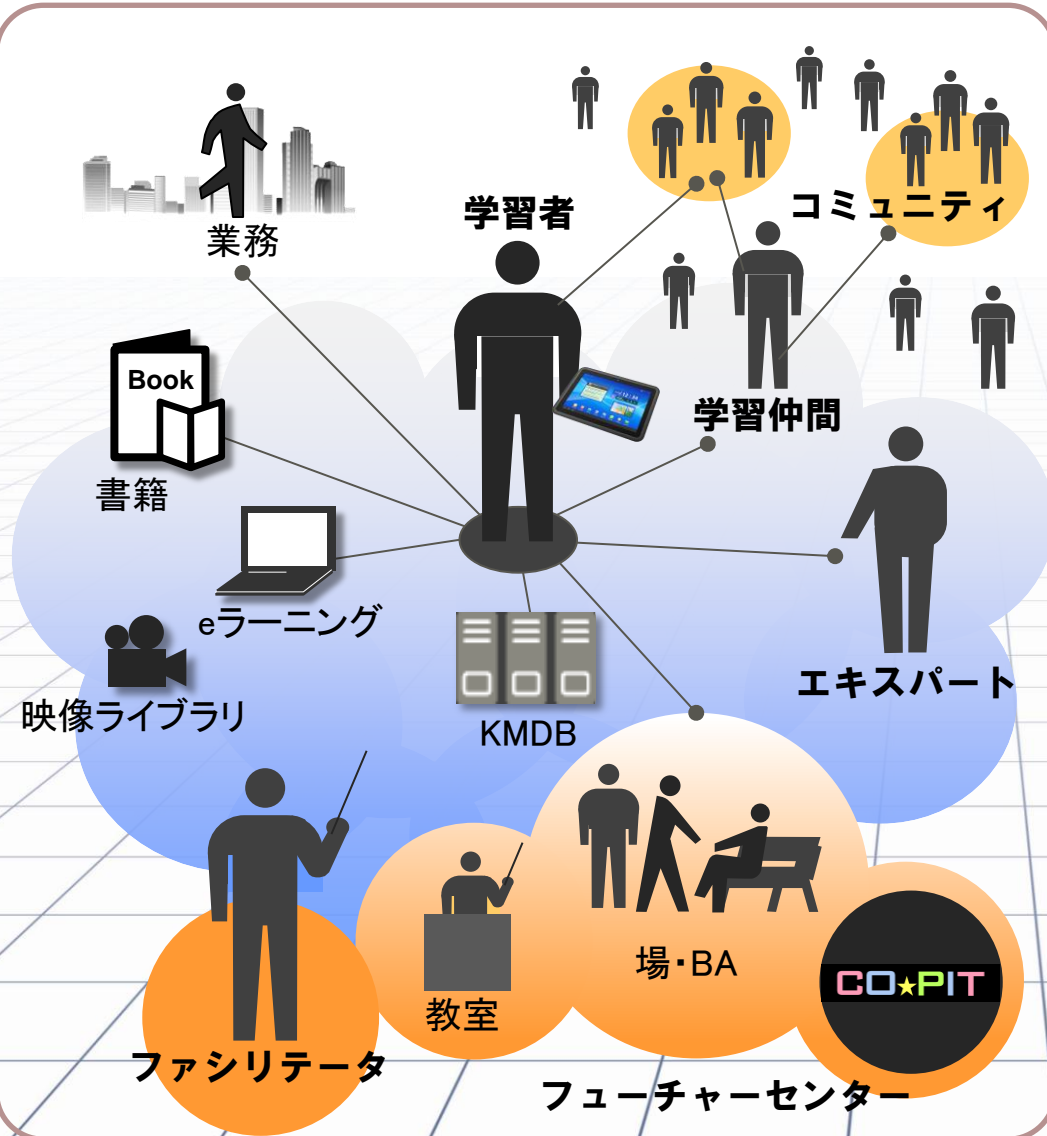 学習者
コミュニティ
業務
Book
学習仲間
書籍
eラーニング
エキスパート
映像ライブラリ
KMDB
場・BA
CO★PIT
教室
ファシリテータ
フューチャーセンター